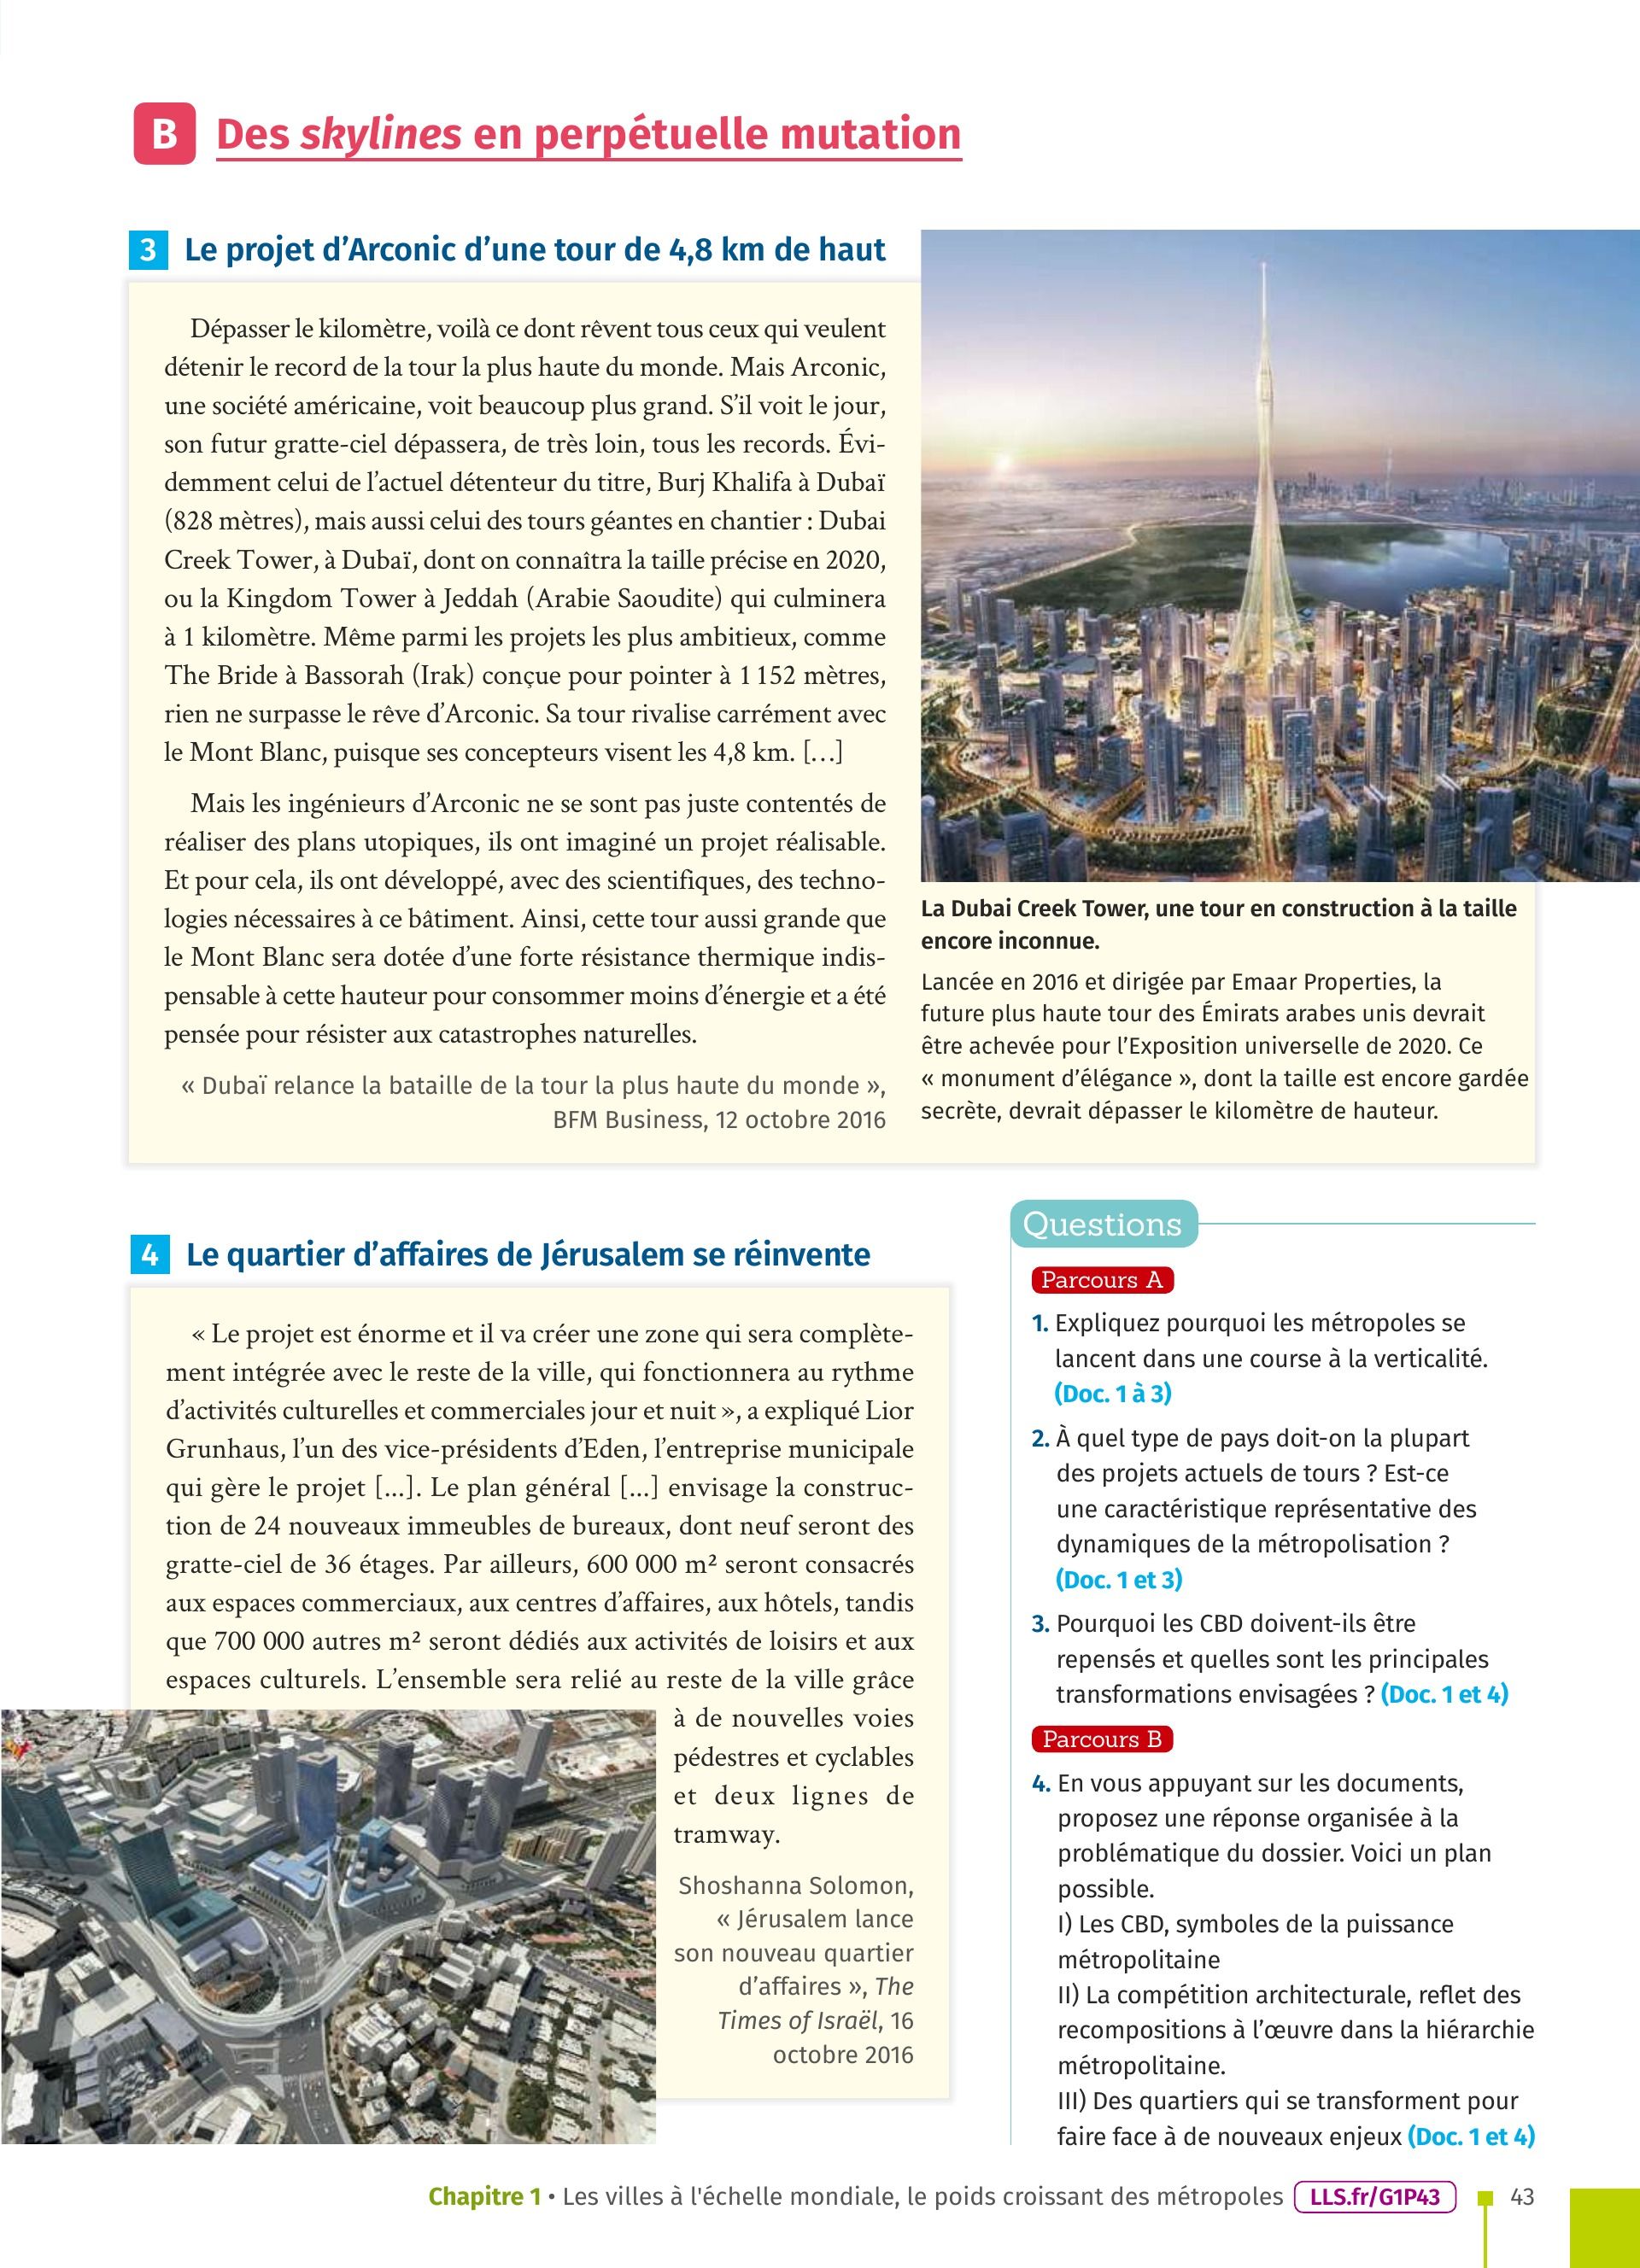 B Des skylines en perpétuelle mutation
3 Le projet d’Arconic d’une tour de 4,8 km de haut
Dépasser le kilomètre, voilà ce dont rêvent tous ceux qui veulent
détenir le record de la tour la plus haute du monde. Mais Arconic,
une société américaine, voit beaucoup plus grand. S’il voit le jour,
son futur gratte-ciel dépassera, de très loin, tous les records. Évi-
demment celui de l’actuel détenteur du titre, Burj Khalifa à Dubaï
(828 mètres), mais aussi celui des tours géantes en chantier : Dubai
Creek Tower, à Dubaï, dont on connaîtra la taille précise en 2020,
ou la Kingdom Tower à Jeddah (Arabie Saoudite) qui culminera
à 1 kilomètre. Même parmi les projets les plus ambitieux, comme
The Bride à Bassorah (Irak) conçue pour pointer à 1 152 mètres,
rien ne surpasse le rêve d’Arconic. Sa tour rivalise carrément avec
le Mont Blanc, puisque ses concepteurs visent les 4,8 km. […]
Mais les ingénieurs d’Arconic ne se sont pas juste contentés de
réaliser des plans utopiques, ils ont imaginé un projet réalisable.
Et pour cela, ils ont développé, avec des scientifiques, des techno-
logies nécessaires à ce bâtiment. Ainsi, cette tour aussi grande que
le Mont Blanc sera dotée d’une forte résistance thermique indis-
pensable à cette hauteur pour consommer moins d’énergie et a été
pensée pour résister aux catastrophes naturelles.
« Dubaï relance la bataille de la tour la plus haute du monde »,
BFM Business, 12 octobre 2016
La Dubai Creek Tower, une tour en construction à la taille
encore inconnue.
Lancée en 2016 et dirigée par Emaar Properties, la
future plus haute tour des Émirats arabes unis devrait
être achevée pour l’Exposition universelle de 2020. Ce
« monument d’élégance », dont la taille est encore gardée
secrète, devrait dépasser le kilomètre de hauteur.
4 Le quartier d’affaires de Jérusalem se réinvente
« Le projet est énorme et il va créer une zone qui sera complète-
ment intégrée avec le reste de la ville, qui fonctionnera au rythme
d’activités culturelles et commerciales jour et nuit », a expliqué Lior
Grunhaus, l’un des vice-présidents d’Eden, l’entreprise municipale
qui gère le projet [...]. Le plan général [...] envisage la construc-
tion de 24 nouveaux immeubles de bureaux, dont neuf seront des
gratte-ciel de 36 étages. Par ailleurs, 600 000 m² seront consacrés
aux espaces commerciaux, aux centres d’affaires, aux hôtels, tandis
que 700 000 autres m² seront dédiés aux activités de loisirs et aux
espaces culturels. L’ensemble sera relié au reste de la ville grâce
à de nouvelles voies
pédestres et cyclables
et deux lignes de
tramway.
Shoshanna Solomon,
« Jérusalem lance
son nouveau quartier
d’affaires », The
Times of Israël, 16
octobre 2016
Questions
Parcours A
1. Expliquez pourquoi les métropoles se
lancent dans une course à la verticalité.
(Doc. 1 à 3)
2. À quel type de pays doit-on la plupart
des projets actuels de tours ? Est-ce
une caractéristique représentative des
dynamiques de la métropolisation ?
(Doc. 1 et 3)
3. Pourquoi les CBD doivent-ils être
repensés et quelles sont les principales
transformations envisagées ? (Doc. 1 et 4)
Parcours B
4. En vous appuyant sur les documents,
proposez une réponse organisée à la
problématique du dossier. Voici un plan
possible.
I) Les CBD, symboles de la puissance
métropolitaine
II) La compétition architecturale, reflet des
recompositions à l’œuvre dans la hiérarchie
métropolitaine.
III) Des quartiers qui se transforment pour
faire face à de nouveaux enjeux (Doc. 1 et 4)
Chapitre 1 • Les villes à l'échelle mondiale, le poids croissant des métropoles LLS.fr/G1P43 43